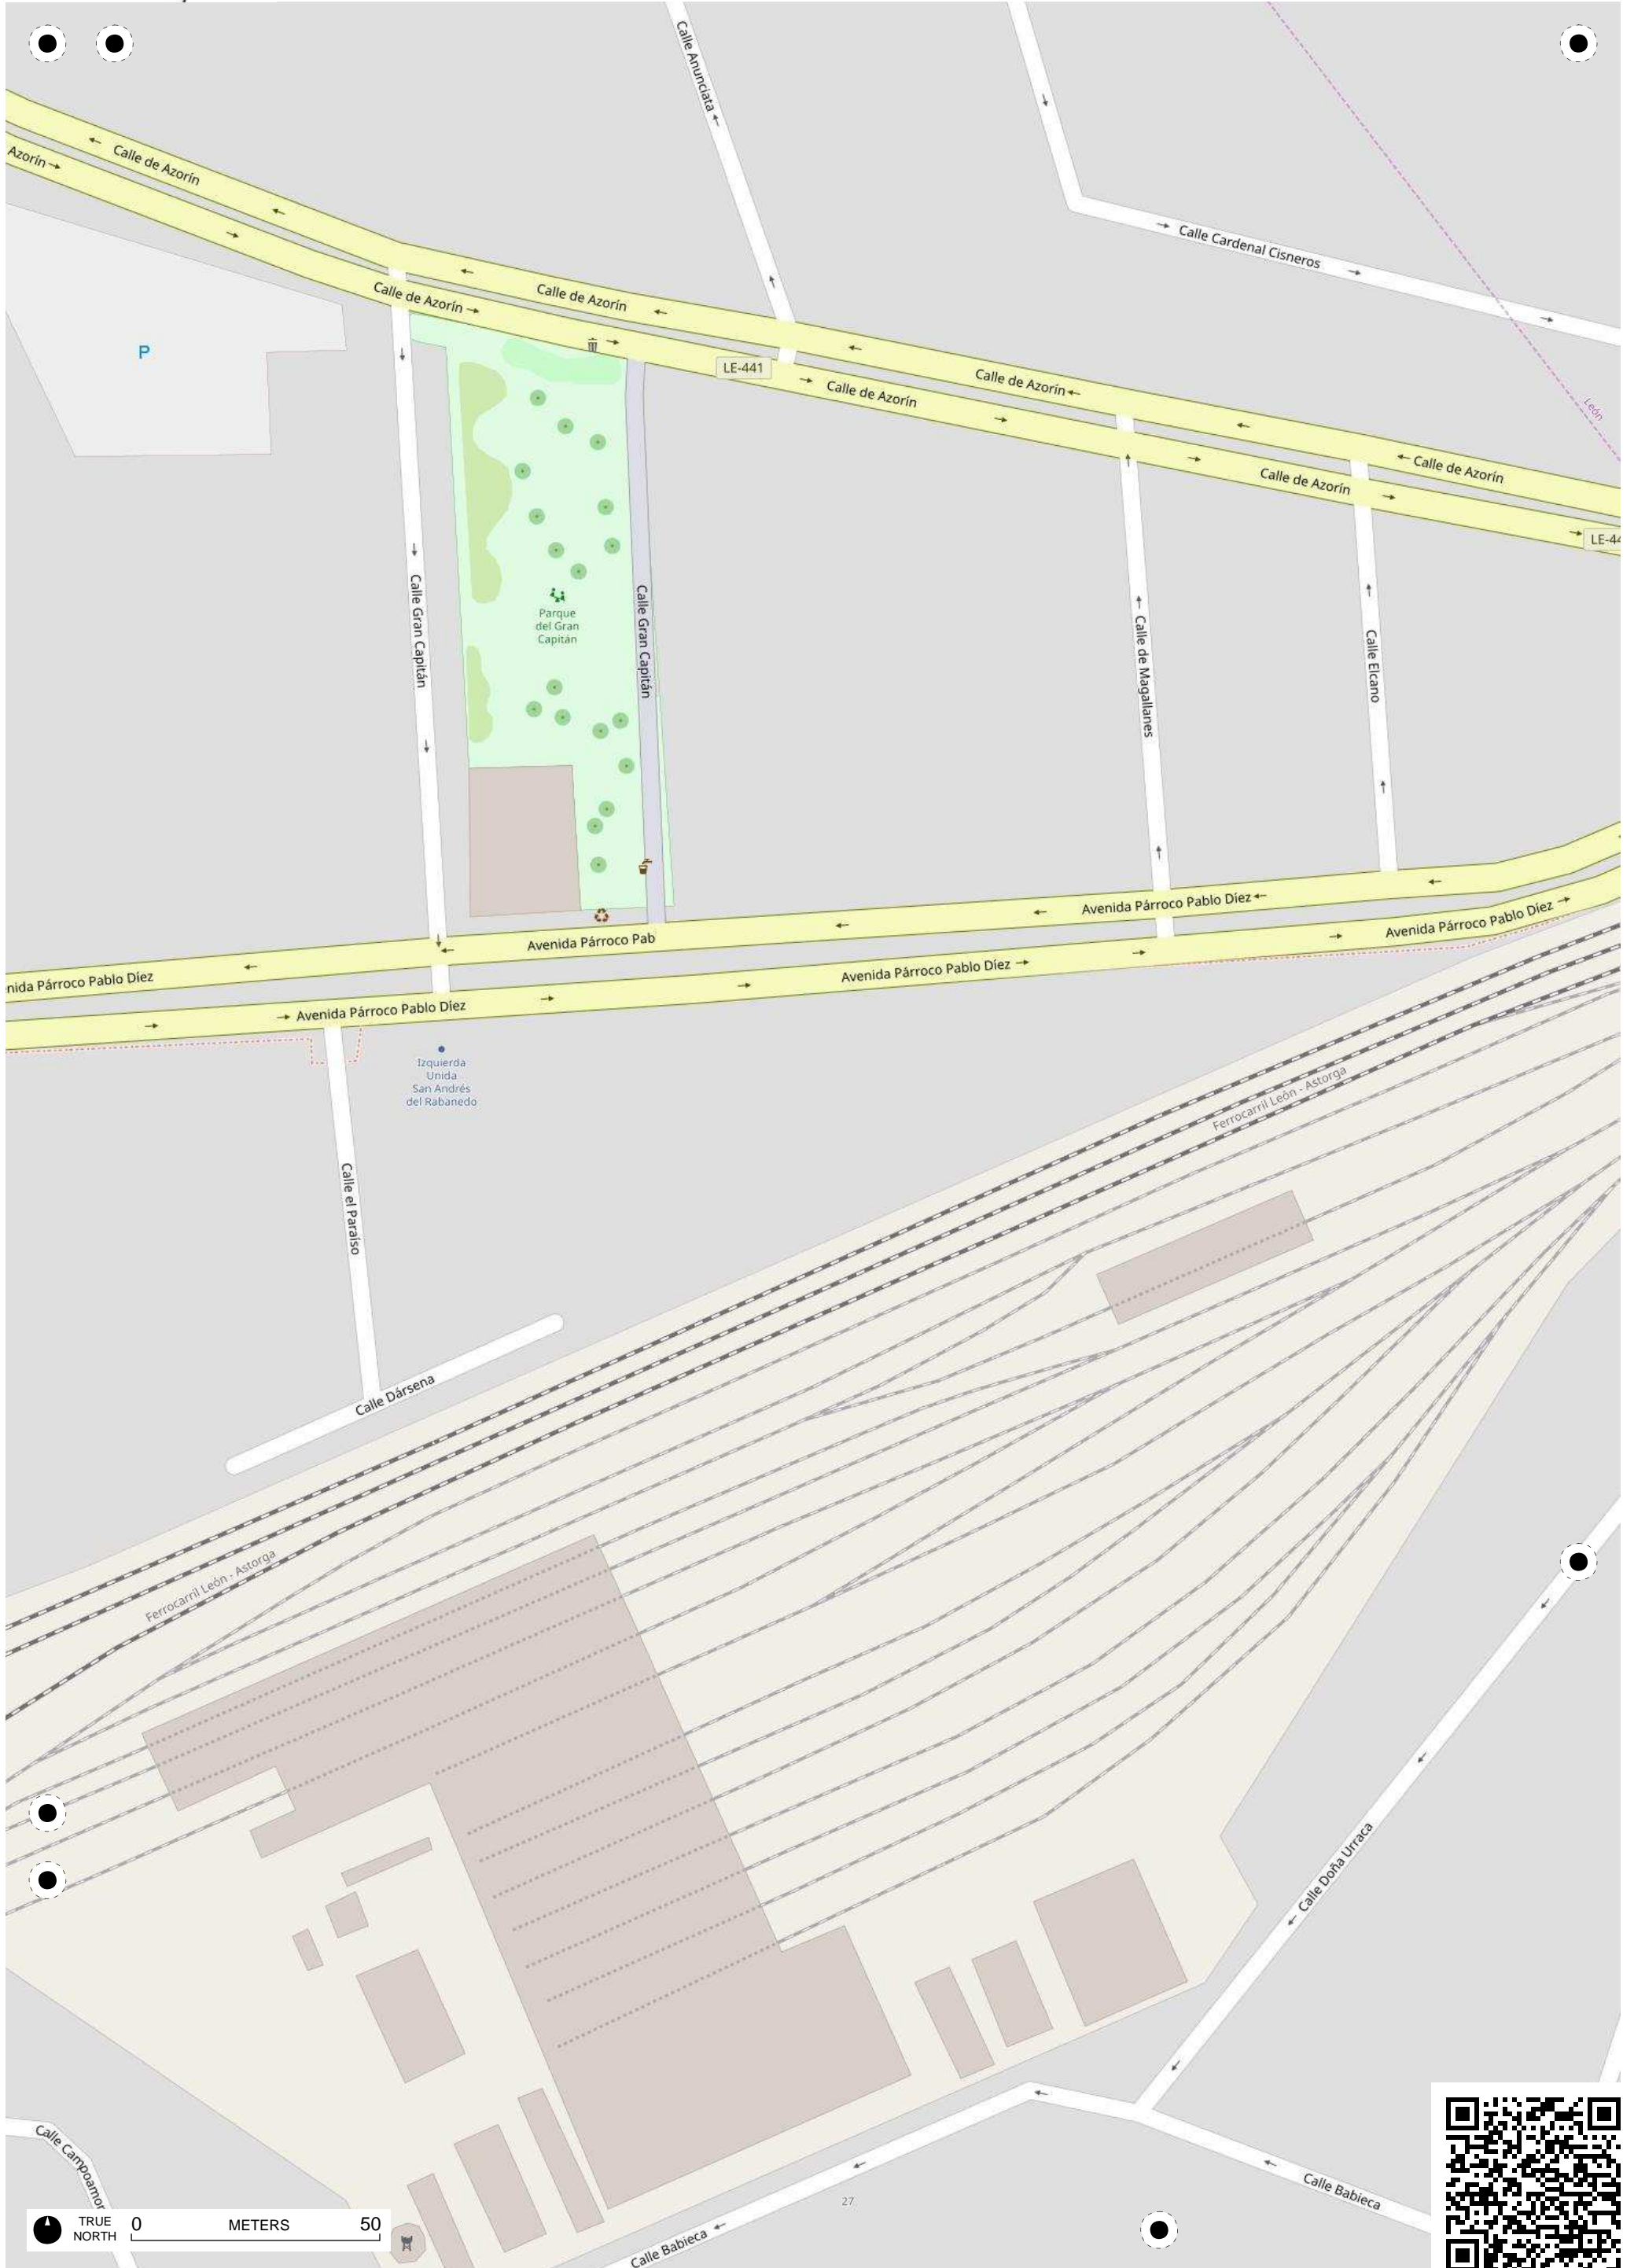 Calle Anunciata
Calle de Azorín
Azorín
Calle Cardenal Cisneros
Calle de Azorín
Calle de Azorín
P
LE-441
Calle de Azorín
Calle de Azorín
León
Calle de Azorín
Calle de Azorín
LE-44
Calle Gran Capitán
Calle Gran Capitán
Parque
del Gran
Capitán
Calle de Magallanes
Calle Elcano
Avenida Párroco Pablo Díez
Avenida Párroco Pablo Díez
Avenida Párroco Pab
nida Párroco Pablo Díez
Avenida Párroco Pablo Díez
Avenida Párroco Pablo Díez
Izquierda
Unida
San Andrés
del Rabanedo
Ferrocarril León - Astorga
Calle el Paraíso
Calle Dársena
Ferrocarril León - Astorga
Calle Doña Urraca
Calle Campoamor
Calle Babieca
27
TRUE
NORTH
0 METERS 50
Calle Babieca